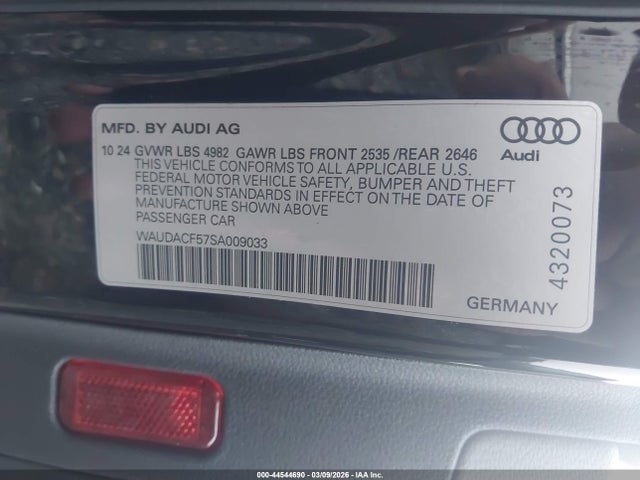 MFD. BY AUDI AG
10 24 GVWR LBS 4982 GAWR LBS FRONT 2535 /REAR 2646
THIS VEHICLE CONFORMS TO ALL APPLICABLE U.S.
FEDERAL MOTOR VEHICLE SAFETY, BUMPER AND THEFT
PREVENTION STANDARDS IN EFFECT ON THE DATE OF
MANUFACTURE SHOWN ABOVE
PASSENGER CAR
WAUDACF57SA009033
Audi
4320073
GERMANY
000-44544690 - 03/09/2026 - IAA Inc.